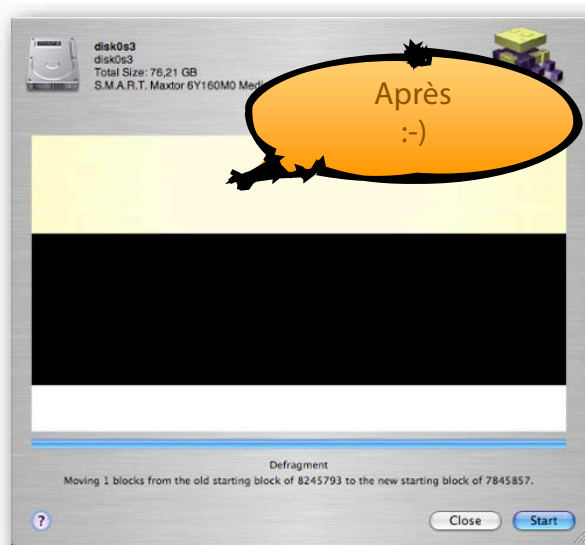 disk0s3
disk0s3
Total Size: 76,21 GB
S.M.A.R.T. Maxtor 6Y160M0
Après
:-)
Defragment
Moving 1 blocks from the old starting block of 8245793 to the new starting block of 7845857.
?
Close
Start